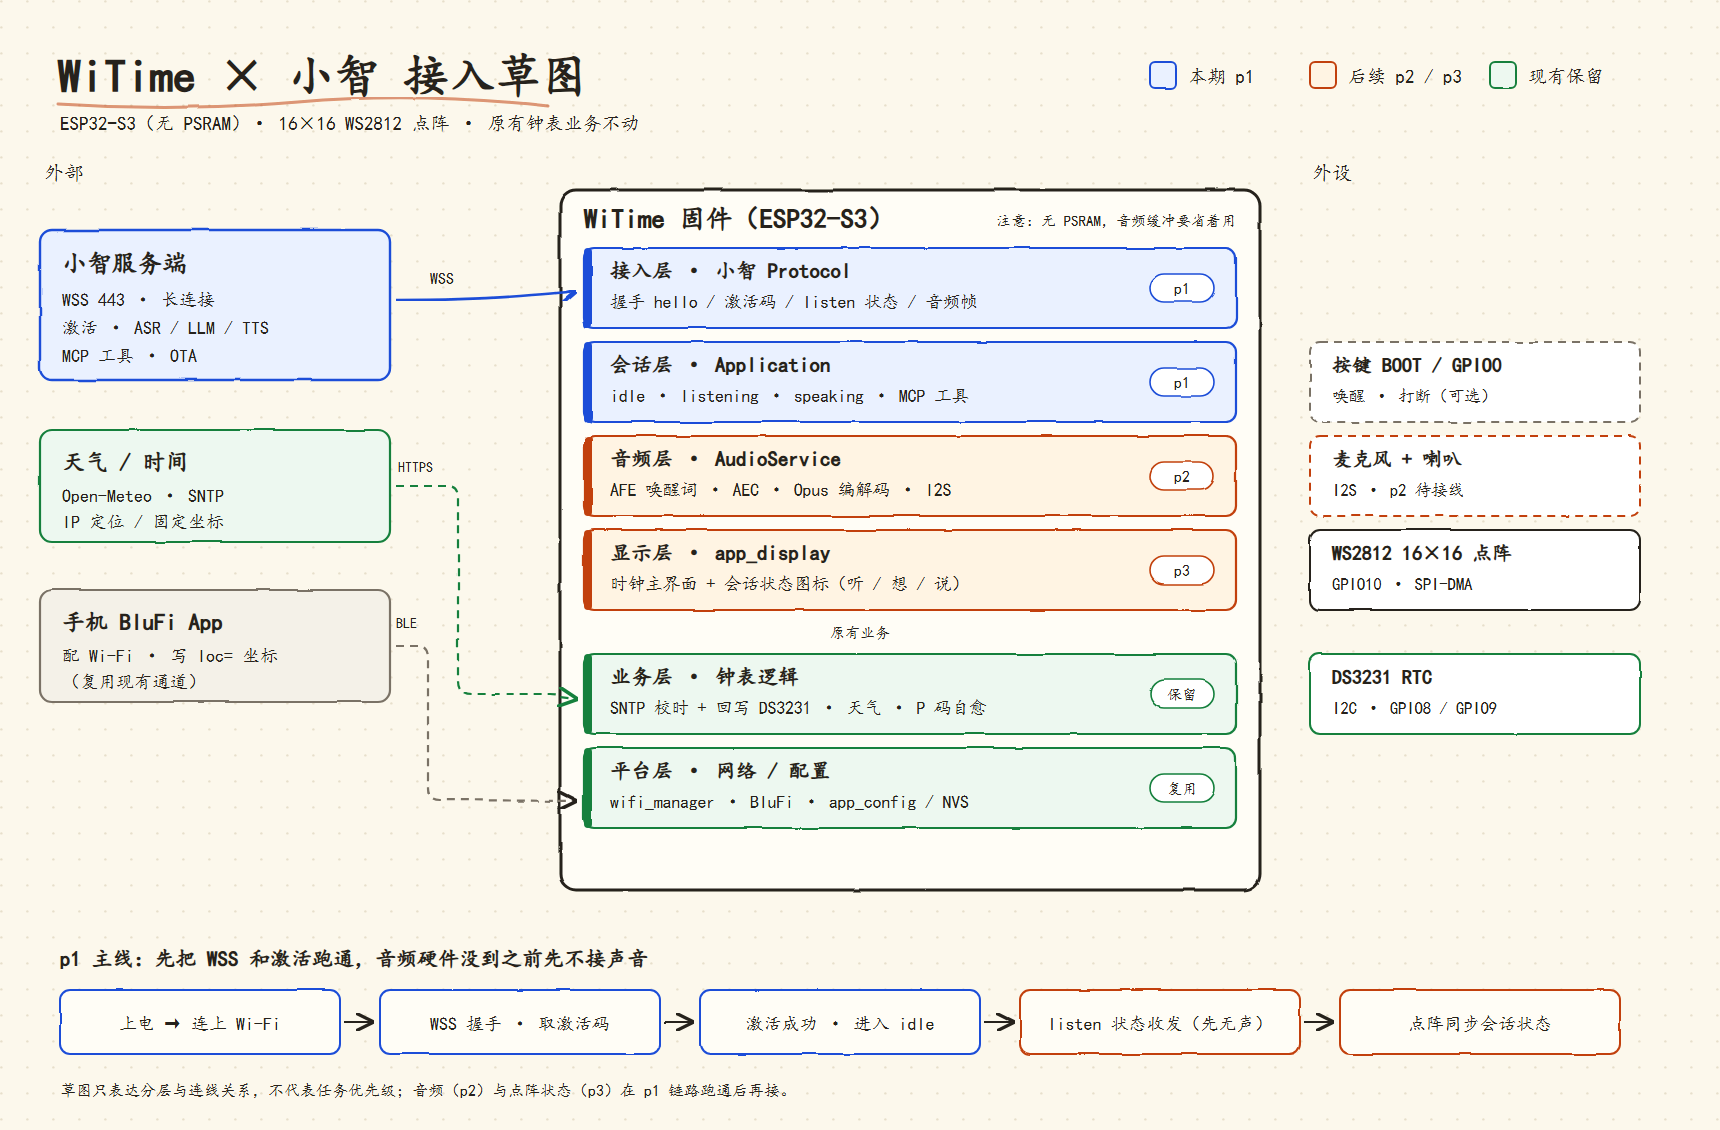 WiTime × 小智 接入草图
本期 p1
后续 p2 / p3
现有保留
ESP32-S3（无 PSRAM）• 16×16 WS2812 点阵 • 原有钟表业务不动
外部
外设
小智服务端
WSS 443 • 长连接
激活 • ASR / LLM / TTS
MCP 工具 • OTA
WSS
天气 / 时间
Open-Meteo • SNTP
IP 定位 / 固定坐标
HTTPS
手机 BluFi App
配 Wi-Fi • 写 loc= 坐标
（复用现有通道）
BLE
WiTime 固件（ESP32-S3）
注意：无 PSRAM，音频缓冲要省着用
接入层 • 小智 Protocol
握手 hello / 激活码 / listen 状态 / 音频帧
p1
会话层 • Application
idle • listening • speaking • MCP 工具
p1
音频层 • AudioService
AFE 唤醒词 • AEC • Opus 编解码 • I2S
p2
显示层 • app_display
时钟主界面 + 会话状态图标（听 / 想 / 说）
p3
原有业务
业务层 • 钟表逻辑
SNTP 校时 + 回写 DS3231 • 天气 • P 码自愈
保留
平台层 • 网络 / 配置
wifi_manager • BluFi • app_config / NVS
复用
按键 BOOT / GPIO0
唤醒 • 打断（可选）
麦克风 + 喇叭
I2S • p2 待接线
WS2812 16×16 点阵
GPIO10 • SPI-DMA
DS3231 RTC
I2C • GPIO8 / GPIO9
p1 主线：先把 WSS 和激活跑通，音频硬件没到之前先不接声音
上电 → 连上 Wi-Fi
WSS 握手 • 取激活码
激活成功 • 进入 idle
listen 状态收发（先无声）
点阵同步会话状态
草图只表达分层与连线关系，不代表任务优先级；音频（p2）与点阵状态（p3）在 p1 链路跑通后再接。